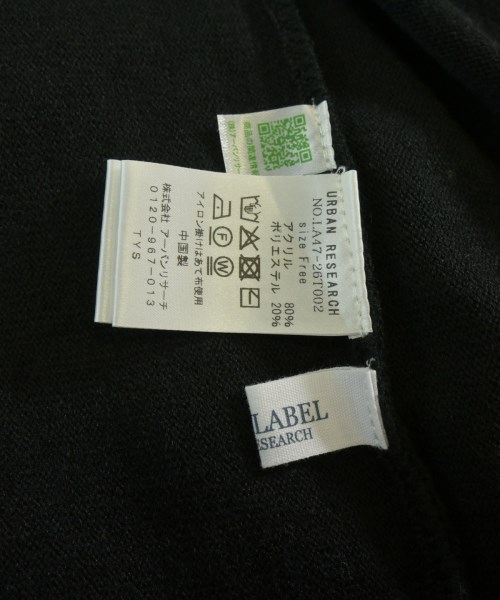 URBAN RESEARCH
NO.LA47-26T002
size Free
アクリル 80%
ポリエステル 20%
アイロン掛けはあて布使用
中国製
株式会社 アーバンリサーチ
0120-967-013
TYS
LABEL
ESEARCH